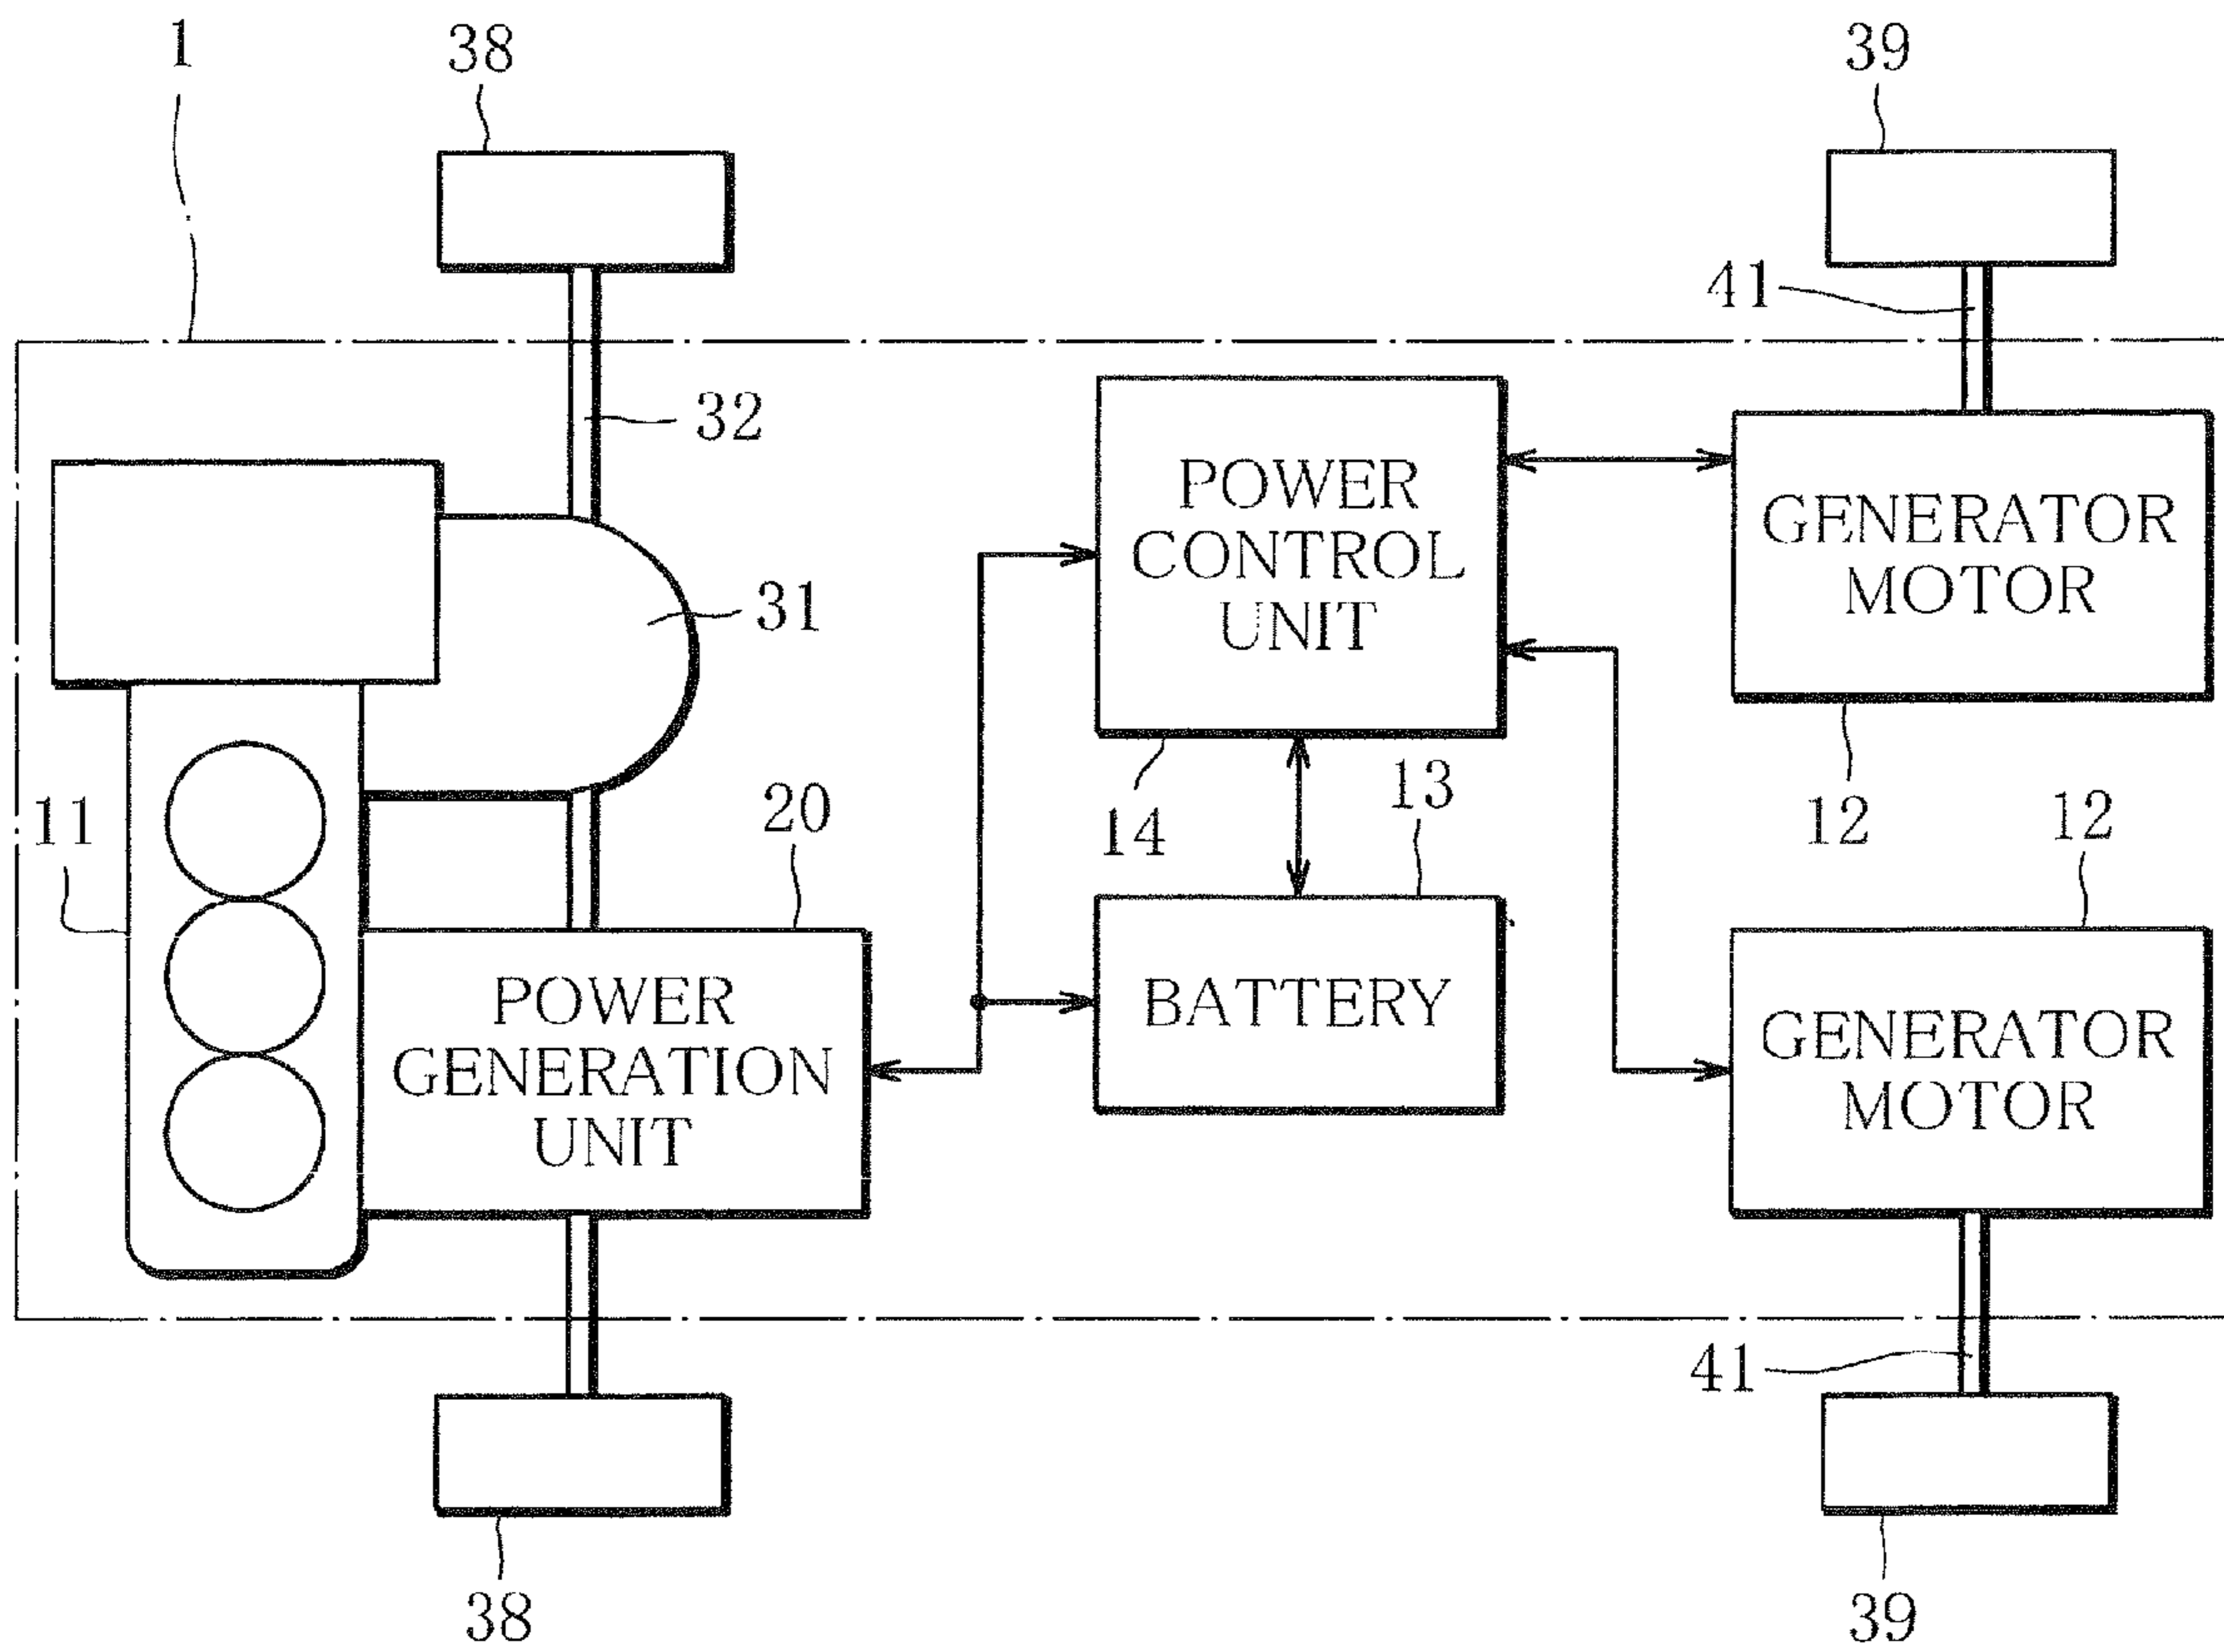 1
38
39
41
32
POWER
CONTROL
UNIT
GENERATOR
MOTOR
31
14
13
12
12
11
20
POWER
GENERATION
UNIT
BATTERY
GENERATOR
MOTOR
41
38
39